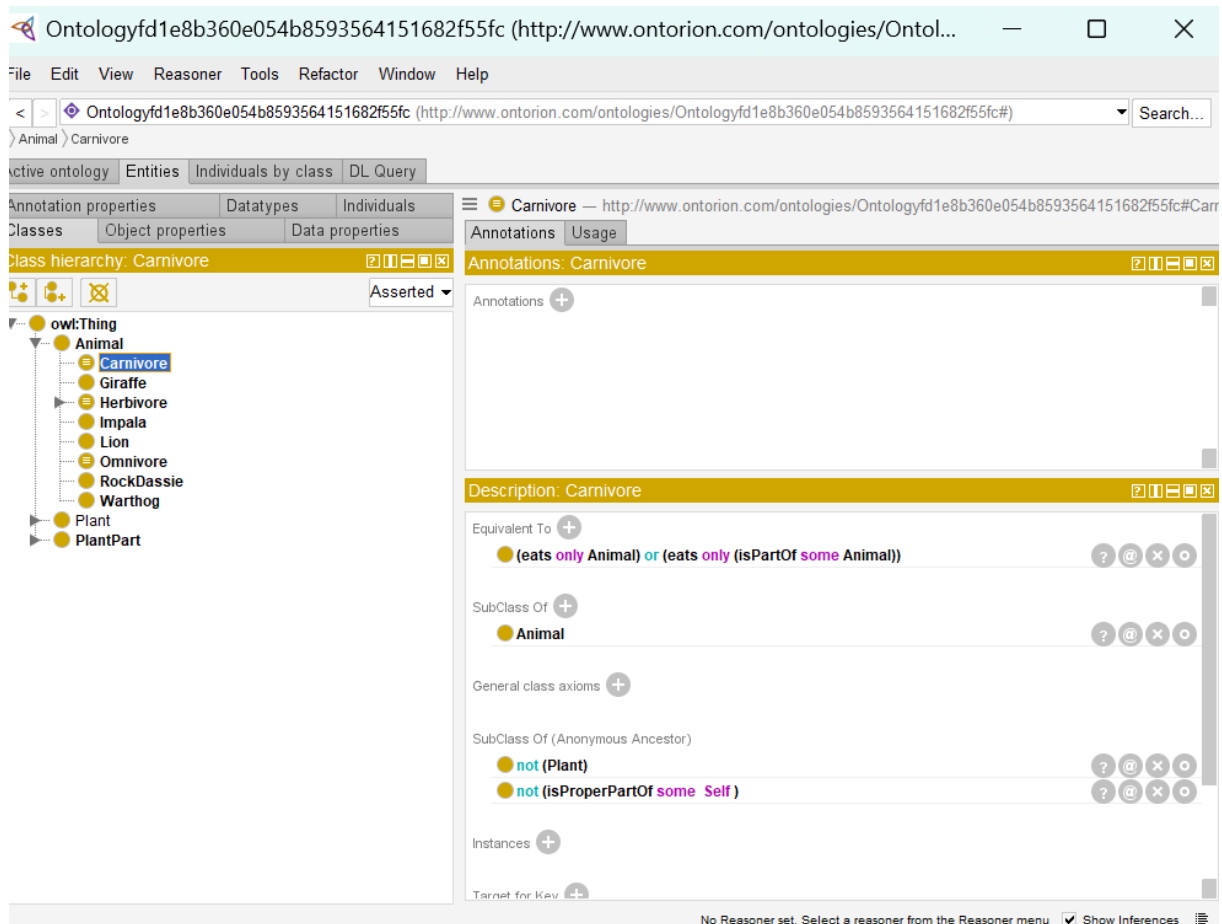 Ontologyfd1e8b360e054b8593564151682f55fc (http://www.ontorion.com/ontologies/Ontol...
File Edit View Reasoner Tools Refactor Window Help
< > Ontologyfd1e8b360e054b8593564151682f55fc (http://www.ontorion.com/ontologies/Ontologyfd1e8b360e054b8593564151682f55fc#) Search...
Animal Carnivore
Active ontology Entities Individuals by class DL Query
Annotation properties Datatypes Individuals
Classes Object properties Data properties
Class hierarchy: Carnivore
Asserted
owl:Thing
Animal
Carnivore
Giraffe
Herbivore
Impala
Lion
Omnivore
RockDassie
Warthog
Plant
PlantPart
Carnivore — http://www.ontorion.com/ontologies/Ontologyfd1e8b360e054b8593564151682f55fc#Carr
Annotations Usage
Annotations: Carnivore
Annotations
Description: Carnivore
Equivalent To
(eats only Animal) or (eats only (isPartOf some Animal))
SubClass Of
Animal
General class axioms
SubClass Of (Anonymous Ancestor)
not (Plant)
not (isProperPartOf some Self )
Instances
Target for Key
No Reasoner set. Select a reasoner from the Reasoner menu Show Inferences